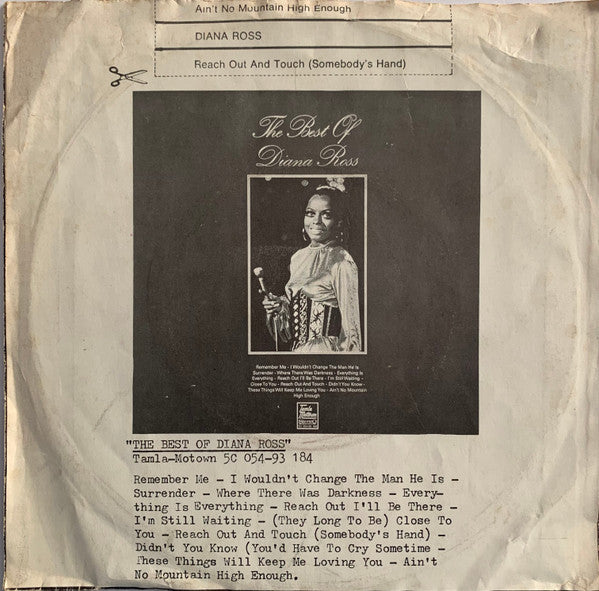 Ain't No Mountain High Enough
DIANA ROSS
Reach Out And Touch (Somebody's Hand)
The Best Of
Diana Ross
Remember Me - I Wouldn't Change The Man He Is
Surrender - Where There Was Darkness - Everything Is
Everything - Reach Out I'll Be There - I'm Still Waiting -
Close To You - Reach Out And Touch - Didn't You Know -
These Things Will Keep Me Loving You - Ain't No Mountain
High Enough
Tamla
Motown
"THE BEST OF DIANA ROSS"
Tamla-Motown 5C 054-93 184
Remember Me - I Wouldn't Change The Man He Is -
Surrender - Where There Was Darkness - Every-
thing Is Everything - Reach Out I'll Be There -
I'm Still Waiting - (They Long To Be) Close To
You - Reach Out And Touch (Somebody's Hand) -
Didn't You Know (You'd Have To Cry Sometime -
These Things Will Keep Me Loving You - Ain't
No Mountain High Enough.